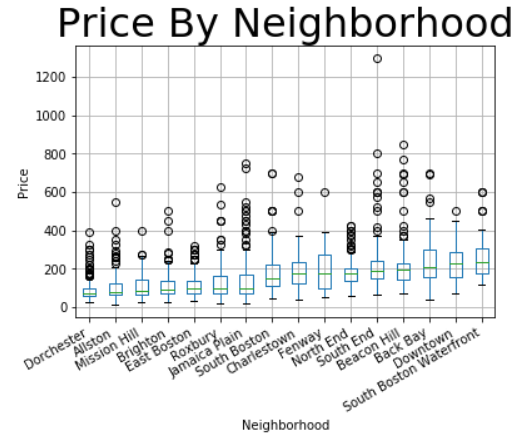 Price By Neighborhood
1200
1000
800
600
400
200
0
Price
Dorchester
Allston
Mission Hill
Brighton
East Boston
Roxbury
Jamaica Plain
South Boston
Charlestown
Fenway
North End
South End
Beacon Hill
Back Bay
Downtown
South Boston Waterfront
Neighborhood